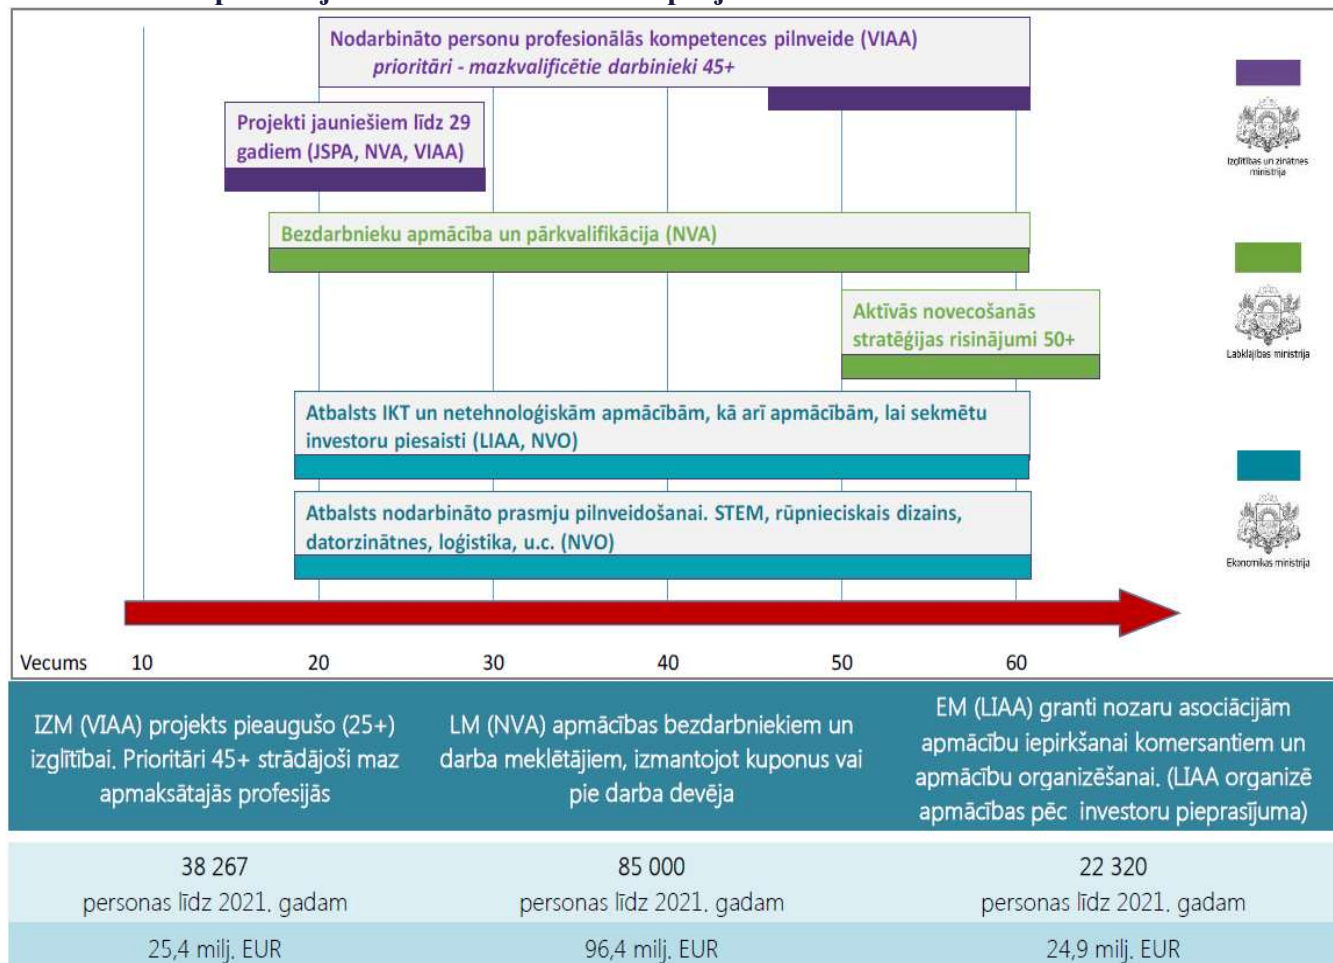 Nodarbināto personu profesionālās kompetences pilnveide (VIAA)
prioritāri - mazkvalificētie darbinieki 45+
Projekti jauniešiem līdz 29
gadiem (JSPA, NVA, VIAA)
Izglītības un zinātnes
ministrija
Bezdarbnieku apmācība un pārkvalifikācija (NVA)
Aktīvās novecošanās
stratēģijas risinājumi 50+
Labklājības ministrija
Atbalsts IKT un netehnoloģiskām apmācībām, kā arī apmācībām, lai sekmētu
investoru piesaisti (LIAA, NVO)
Atbalsts nodarbināto prasmju pilnveidošanai. STEM, rūpnieciskais dizains,
datorzinātnes, loģistika, u.c. (NVO)
Ekonomikas ministrija
Vecums 10 20 30 40 50 60
IZM (VIAA) projekts pieaugušo (25+)
izglītībai. Prioritāri 45+ strādājoši maz
apmaksātajās profesijās
LM (NVA) apmācības bezdarbniekiem un
darba meklētājiem, izmantojot kuponus vai
pie darba devēja
EM (LIAA) granti nozaru asociācijām
apmācību iepirkšanai komersantiem un
apmācību organizēšanai. (LIAA organizē
apmācības pēc investoru pieprasījuma)
38 267 85 000 22 320
personas līdz 2021. gadam personas līdz 2021. gadam personas līdz 2021. gadam
25,4 milj. EUR 96,4 milj. EUR 24,9 milj. EUR